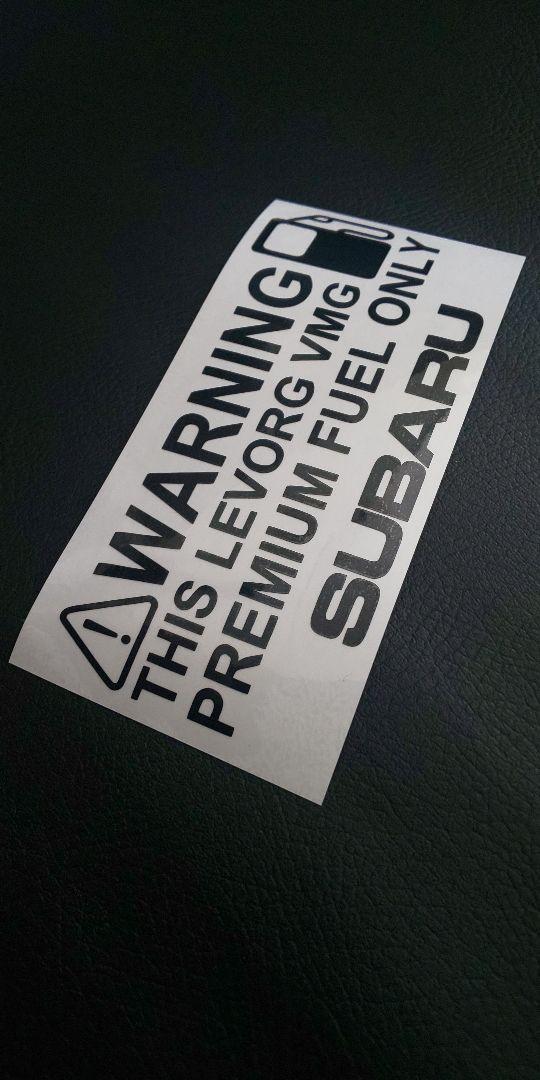 WARNING
THIS LEVORG VMG
PREMIUM FUEL ONLY
SUBARU